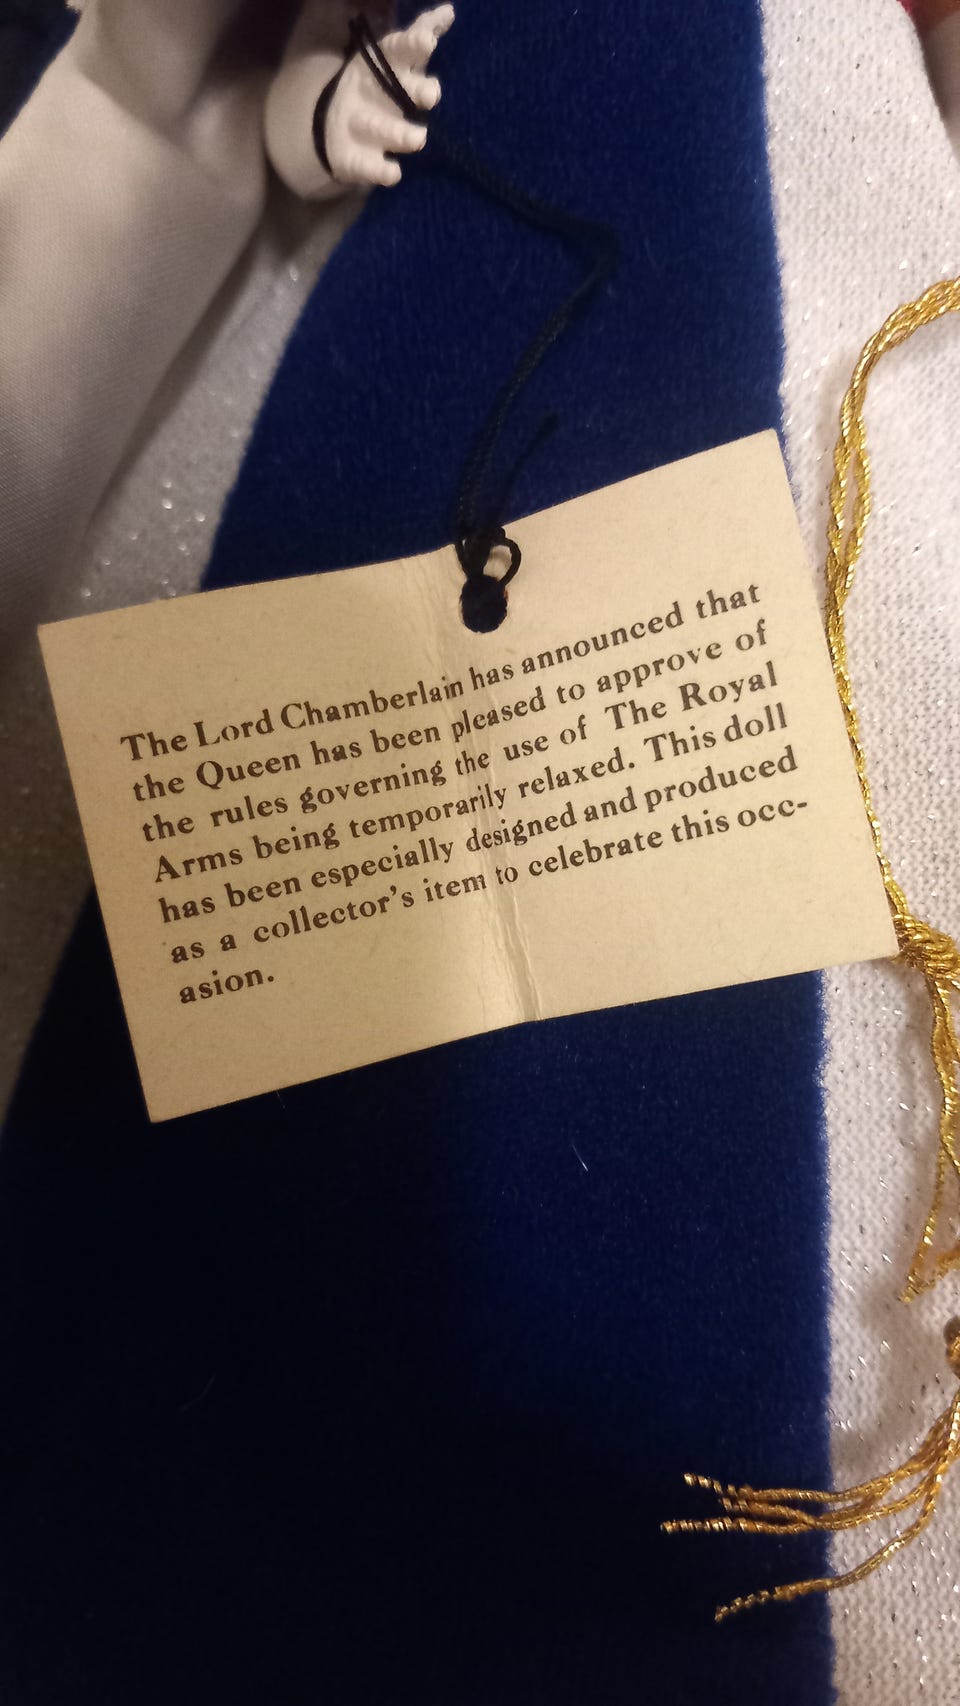 The Lord Chamberlain has announced that
the Queen has been pleased to approve of
the rules governing the use of The Royal
Arms being temporarily relaxed. This doll
has been especially designed and produced
as a collector's item to celebrate this occ-
asion.